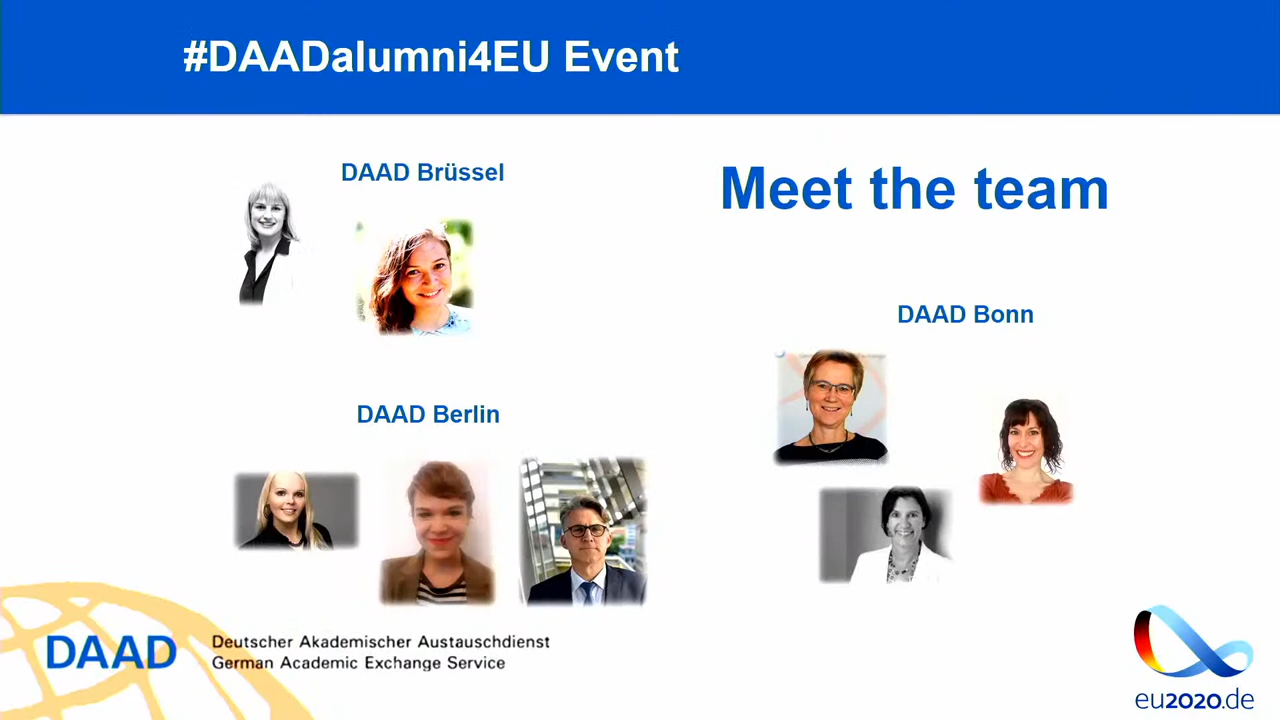 #DAADalumni4EU Event
DAAD Brüssel
Meet the team
DAAD Bonn
DAAD Berlin
DAAD
Deutscher Akademischer Austauschdienst
German Academic Exchange Service
eu2020.de